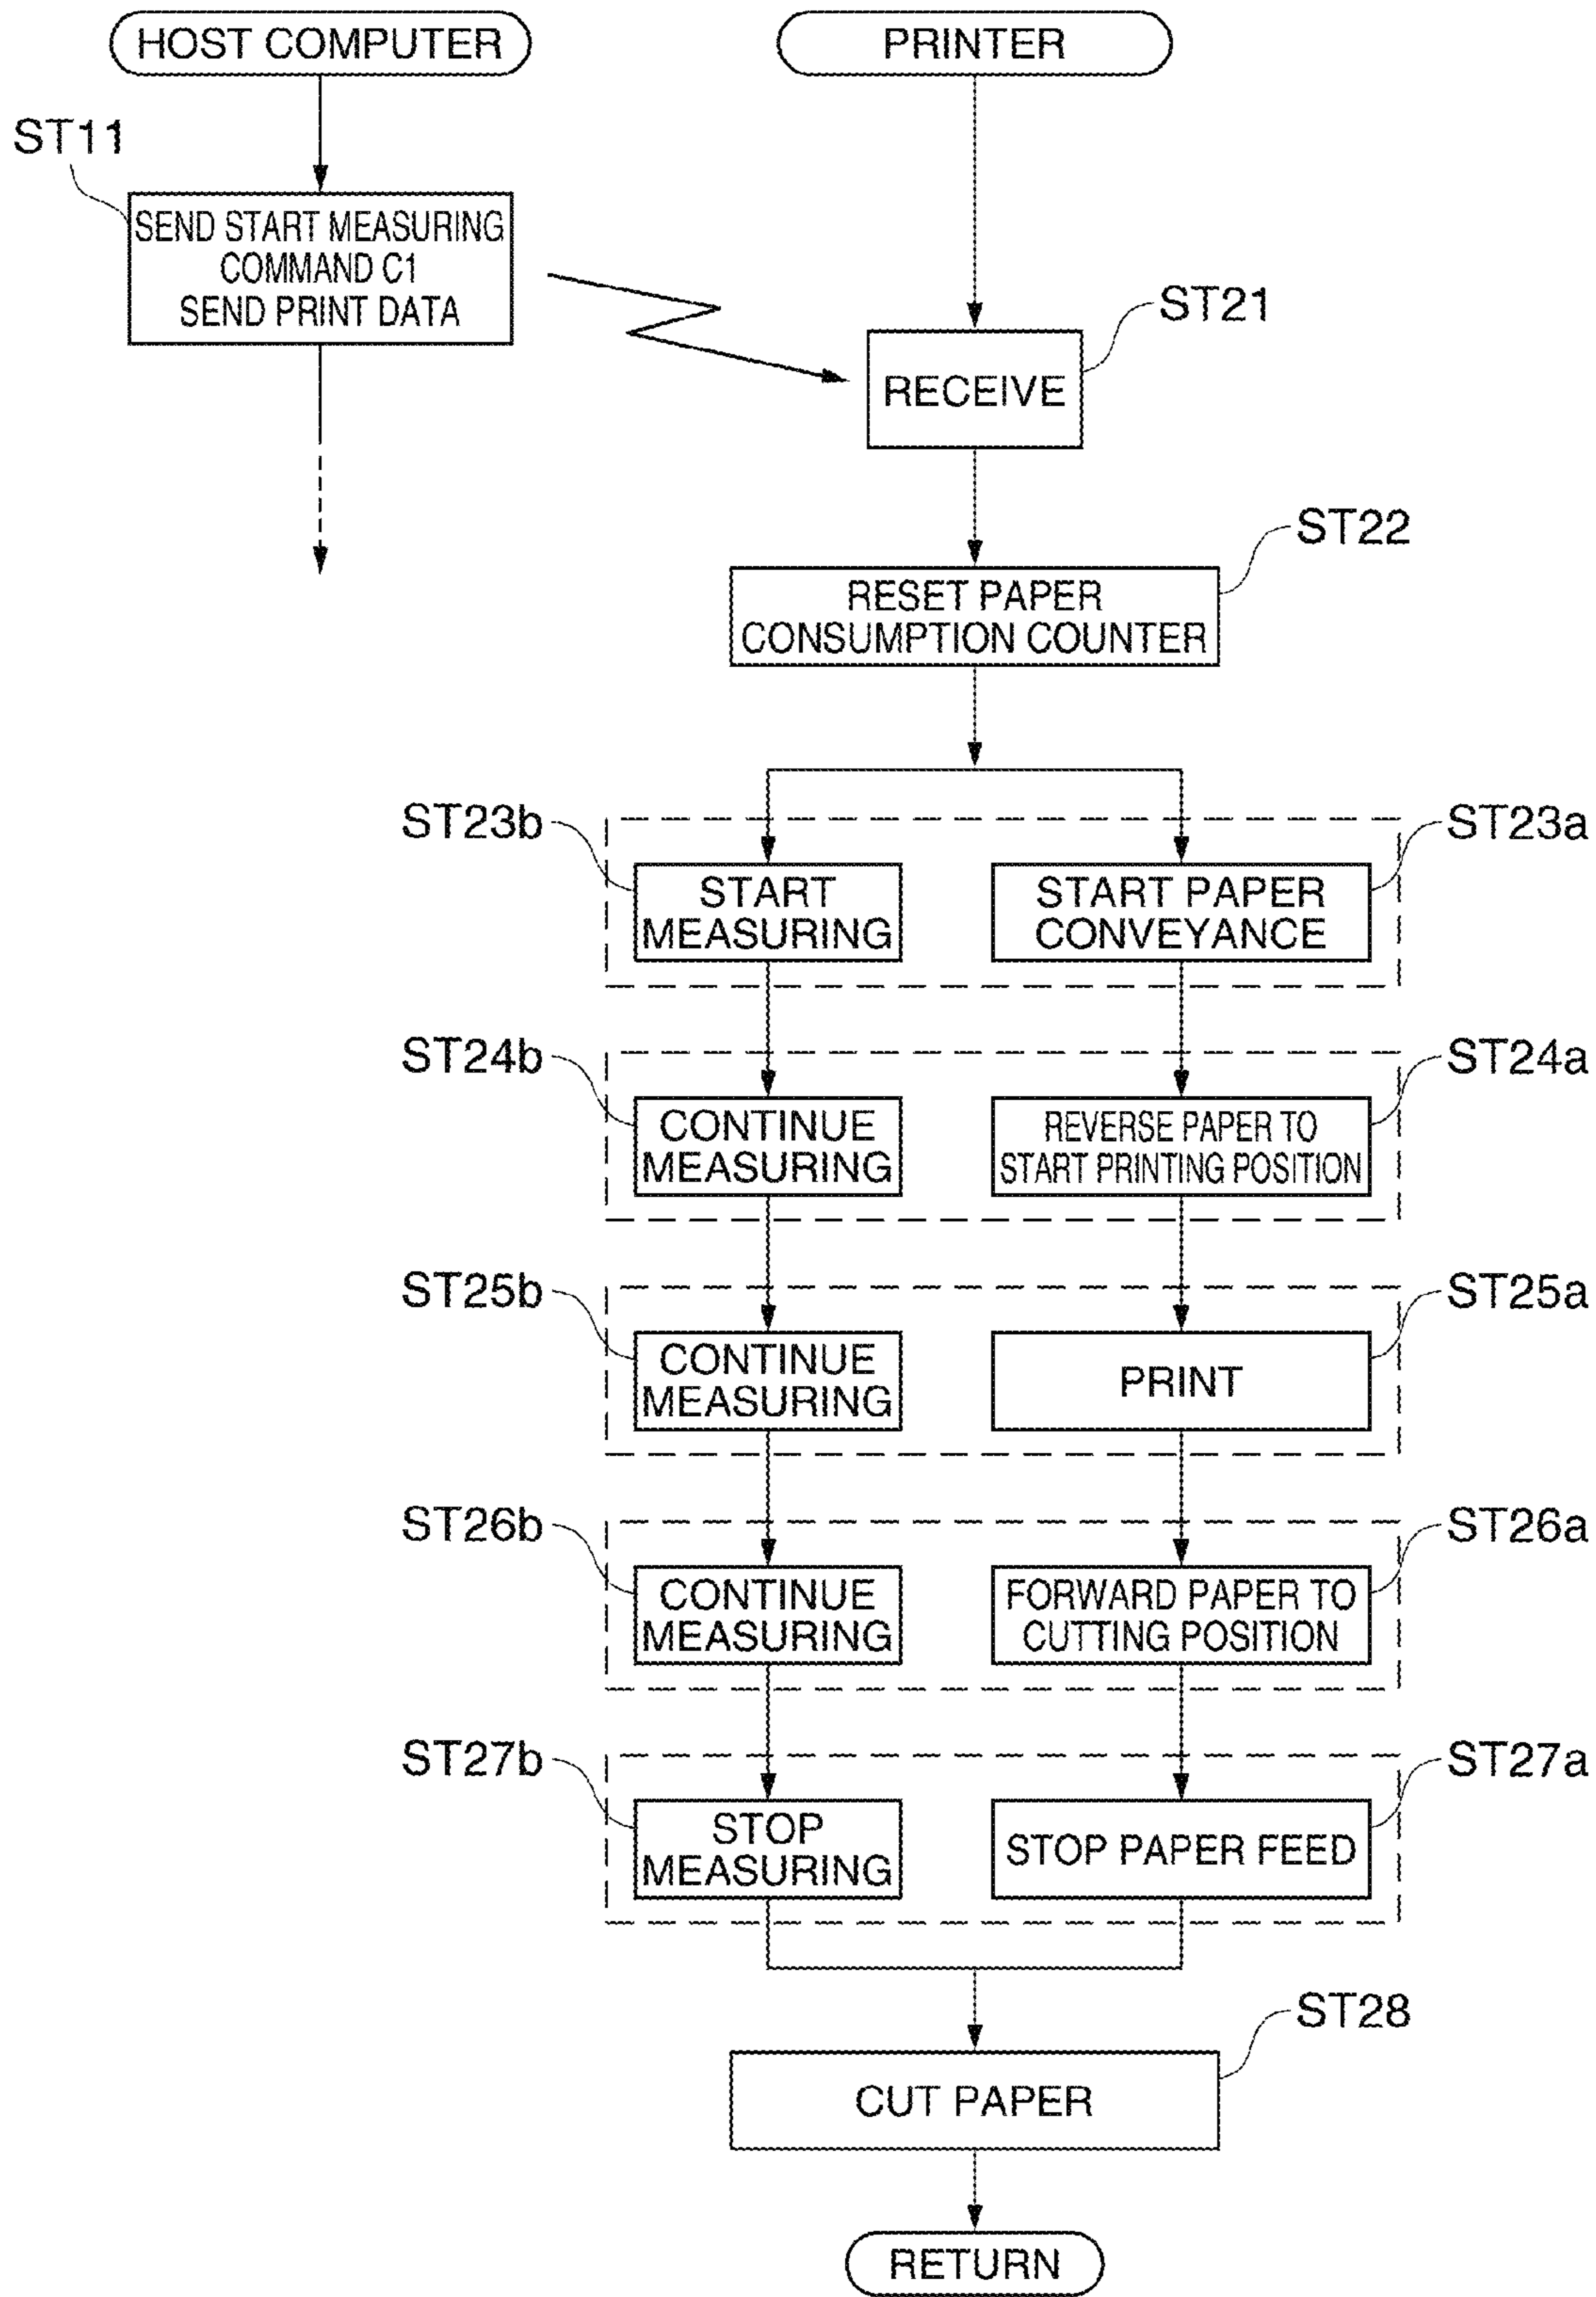 HOST COMPUTER
PRINTER
ST11
SEND START MEASURING
COMMAND C1
SEND PRINT DATA
ST21
RECEIVE
ST22
RESET PAPER
CONSUMPTION COUNTER
ST23b
ST23a
START
MEASURING
START PAPER
CONVEYANCE
ST24b
ST24a
CONTINUE
MEASURING
REVERSE PAPER TO
START PRINTING POSITION
ST25b
ST25a
CONTINUE
MEASURING
PRINT
ST26b
ST26a
CONTINUE
MEASURING
FORWARD PAPER TO
CUTTING POSITION
ST27b
ST27a
STOP
MEASURING
STOP PAPER FEED
ST28
CUT PAPER
RETURN